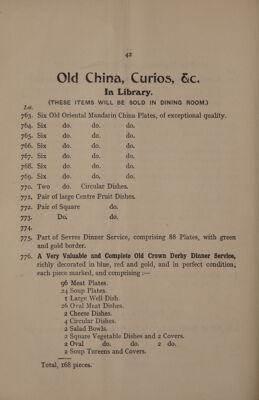 42
Old China, Curios, &c.
In Library.
(THESE ITEMS WILL BE SOLD IN DINING ROOM.)
Lot.
763. Six Old Oriental Mandarin China Plates, of exceptional quality.
764. Six do. do. do.
765. Six do. do. do.
766. Six do. do. do.
767. Six do. do. do.
768. Six do. do. do.
769. Six do. do. do.
770. Two do. Circular Dishes.
771. Pair of large Centre Fruit Dishes.
772. Pair of Square do.
773. Do. do.
774.
775. Part of Sevres Dinner Service, comprising 88 Plates, with green
and gold border.
776. A Very Valuable and Complete Old Crown Derby Dinner Service,
richly decorated in blue, red and gold, and in perfect condition;
each piece marked, and comprising :—
96 Meat Plates.
24 Soup Plates.
1 Large Well Dish.
26 Oval Meat Dishes.
2 Cheese Dishes.
4 Circular Dishes.
2 Salad Bowls.
2 Square Vegetable Dishes and 2 Covers.
2 Oval do. do. 2 do.
2 Soup Tureens and Covers.
Total, 168 pieces.